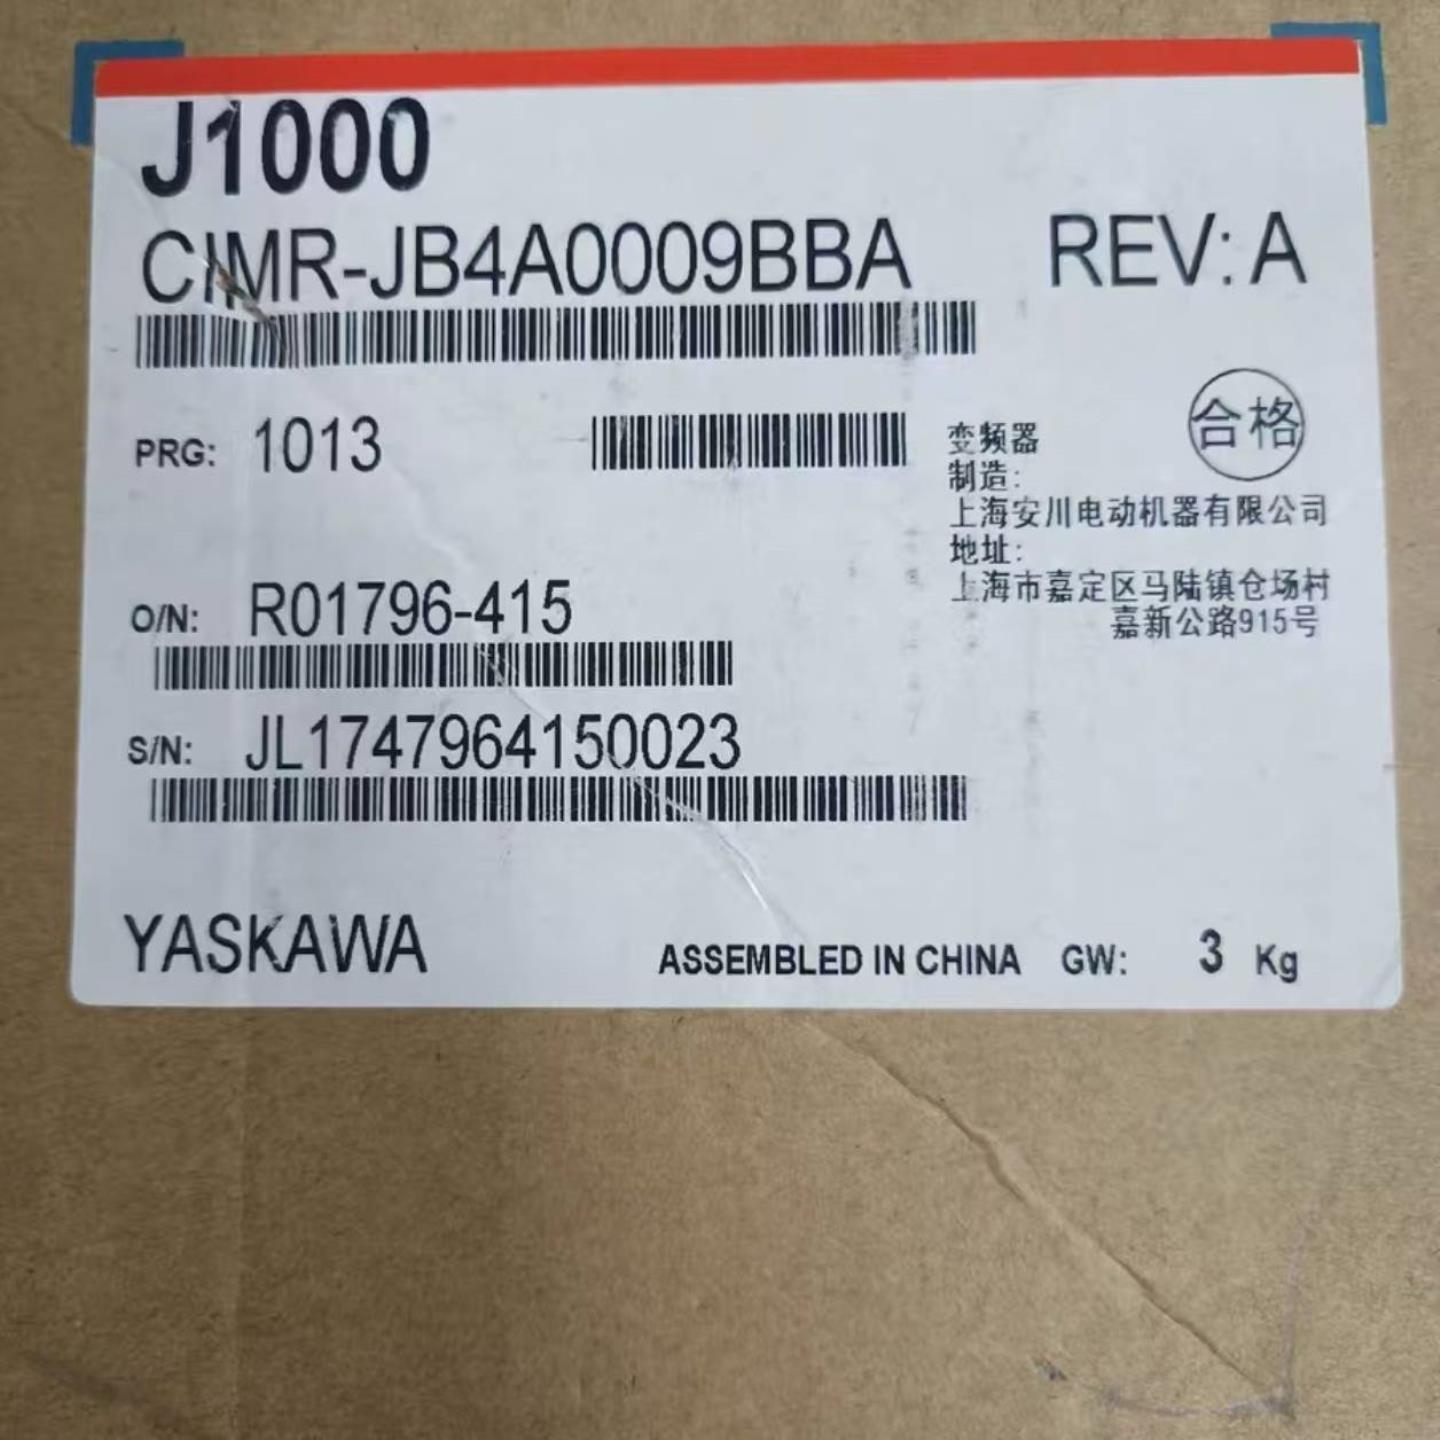 J1000
CIMR-JB4A0009BBA REV: A
PRG: 1013
合格
变频器
制造:
上海安川电动机器有限公司
地址:
上海市嘉定区马陆镇仓场村
嘉新公路915号
O/N: R01796-415
S/N: JL1747964150023
YASKAWA
ASSEMBLED IN CHINA GW: 3 Kg